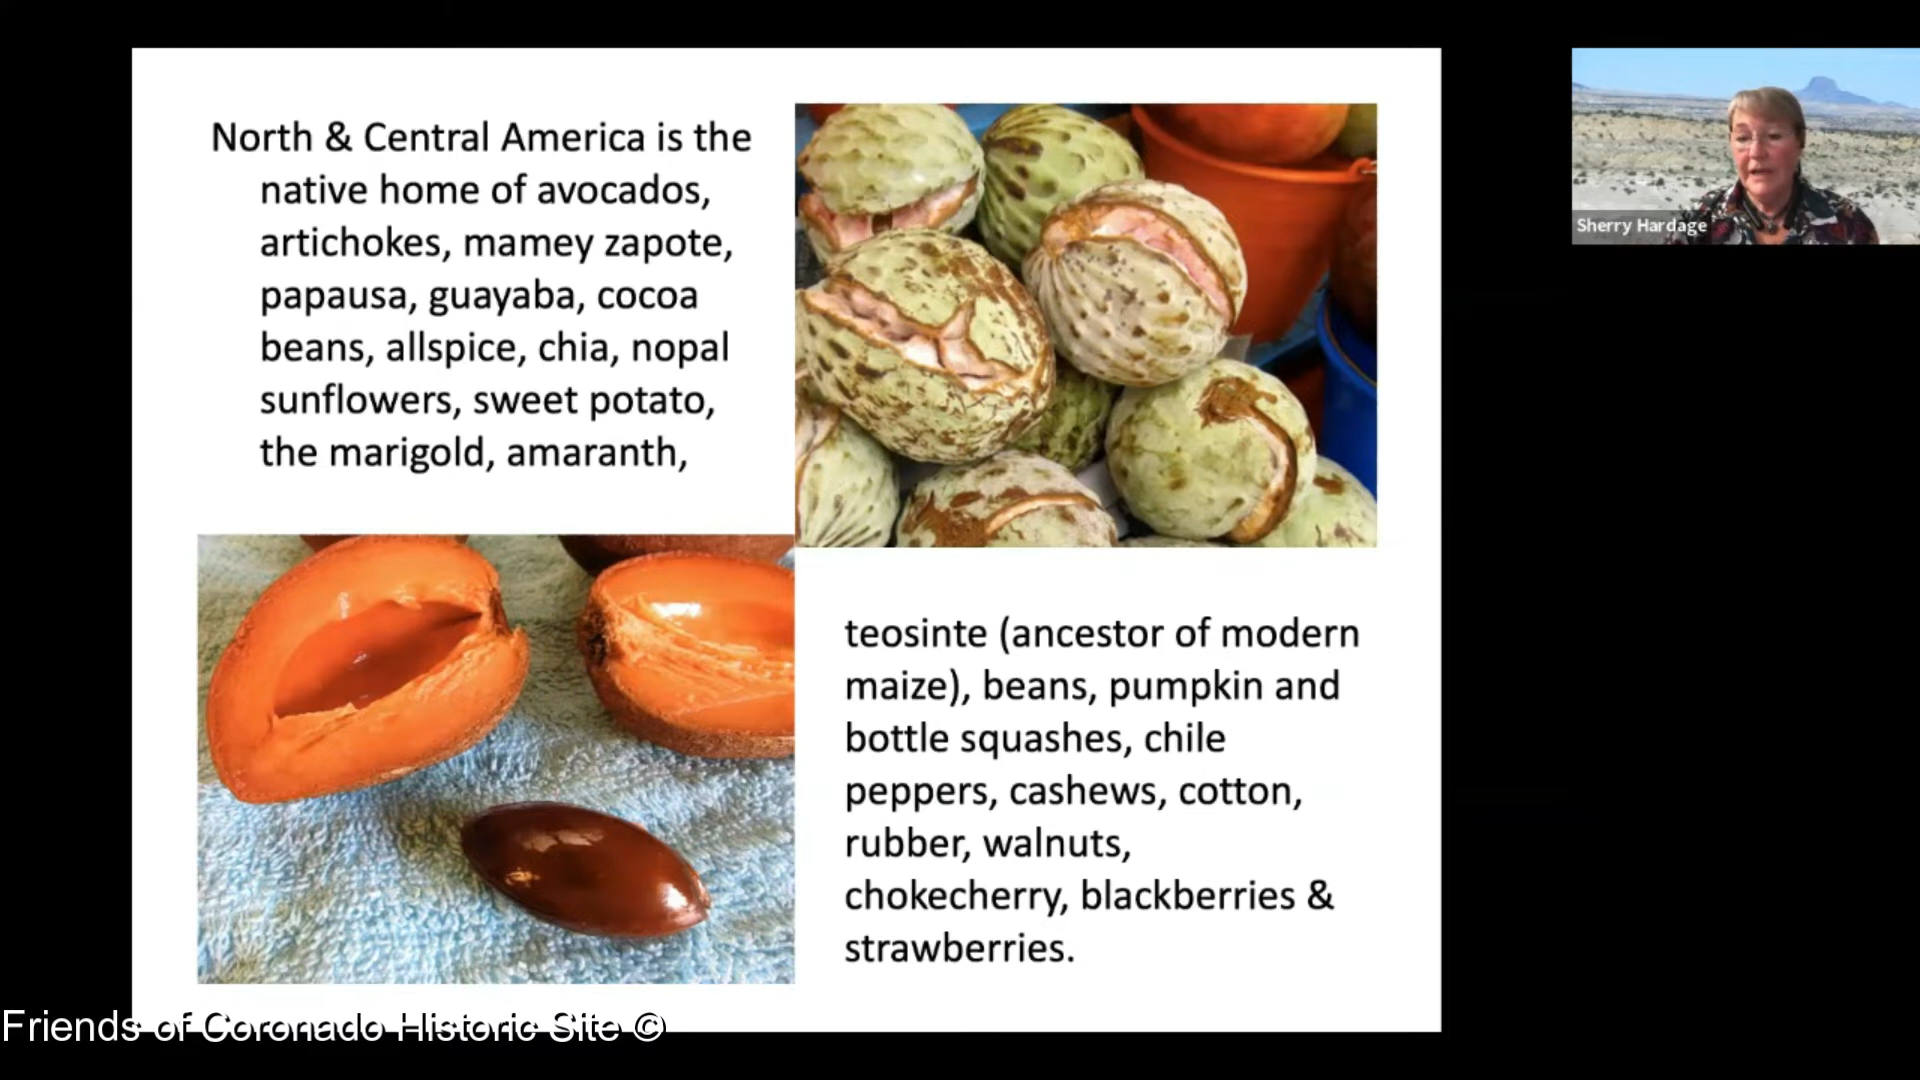 North & Central America is the
native home of avocados,
artichokes, mamey zapote,
papausa, guayaba, cocoa
beans, allspice, chia, nopal
sunflowers, sweet potato,
the marigold, amaranth,
teosinte (ancestor of modern
maize), beans, pumpkin and
bottle squashes, chile
peppers, cashews, cotton,
rubber, walnuts,
chokecherry, blackberries &
strawberries.
Sherry Hardage
Friends of Coronado Historic Site ©